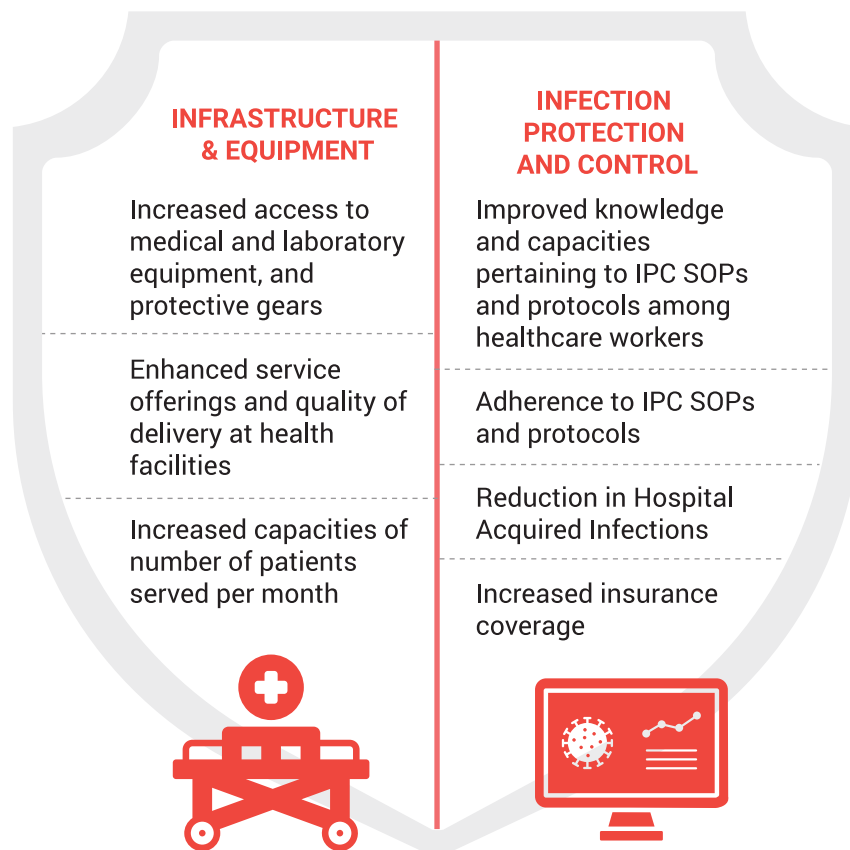 INFRASTRUCTURE
& EQUIPMENT
Increased access to
medical and laboratory
equipment, and
protective gears
Enhanced service
offerings and quality of
delivery at health
facilities
Increased capacities of
number of patients
served per month
INFECTION
PROTECTION
AND CONTROL
Improved knowledge
and capacities
pertaining to IPC SOPs
and protocols among
healthcare workers
Adherence to IPC SOPs
and protocols
Reduction in Hospital
Acquired Infections
Increased insurance
coverage